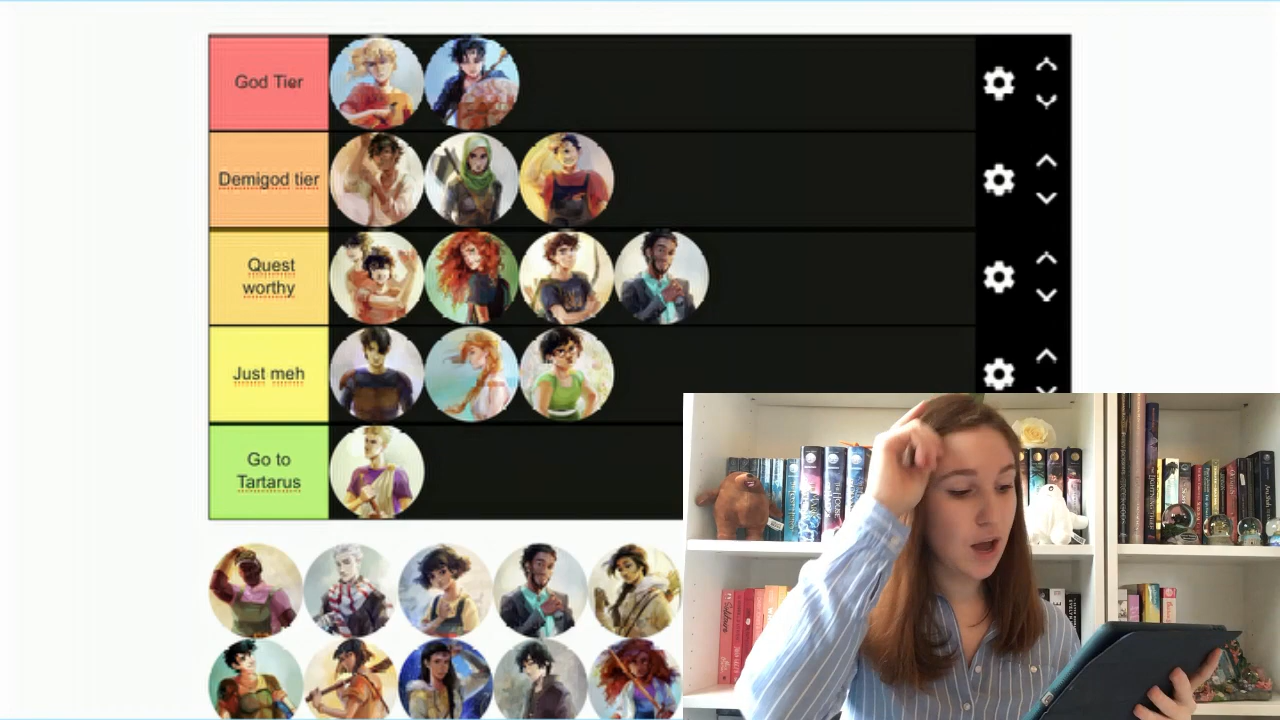 God Tier
Demigod tier
Quest
worthy
Just meh
Go to
Tartarus